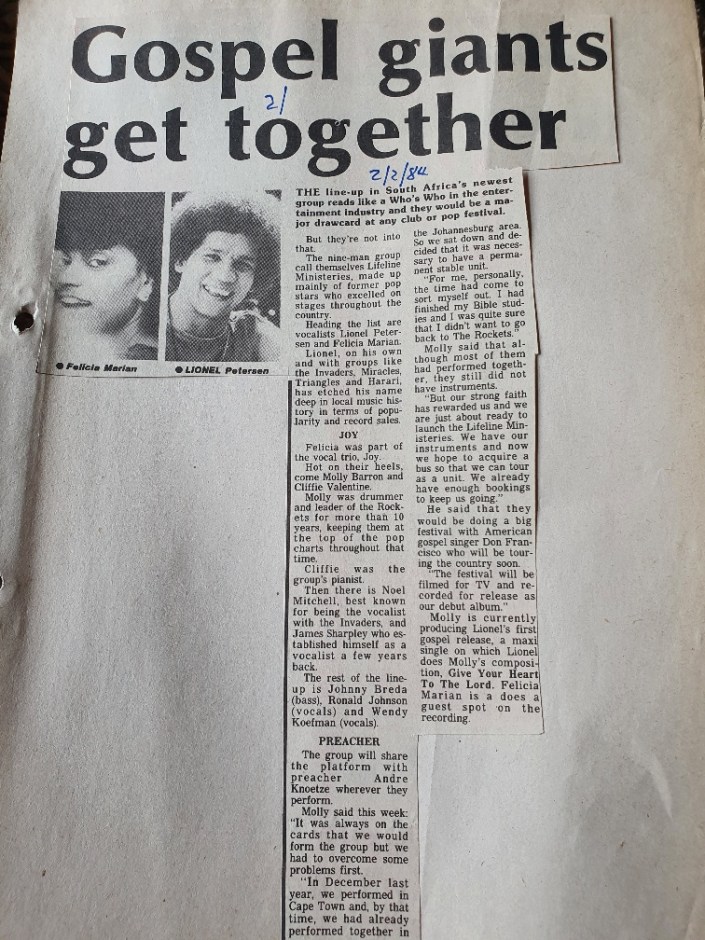 Gospel giants
get together
2/
2/2/84
● Felicia Marian
● LIONEL Petersen
THE line-up in South Africa's newest
group reads like a Who's Who in the enter-
tainment industry and they would be a ma-
jor drawcard at any club or pop festival.
But they're not into
that.
The nine-man group
call themselves Lifeline
Ministeries, made up
mainly of former pop
stars who excelled on
stages throughout the
country.
Heading the list are
vocalists Lionel Peter-
sen and Felicia Marian.
Lionel, on his own
and with groups like
the Invaders, Miracles,
Triangles and Harari,
has etched his name
deep in local music his-
tory in terms of popu-
larity and record sales.
JOY
Felicia was part of
the vocal trio, Joy.
Hot on their heels,
come Molly Barron and
Cliffie Valentine.
Molly was drummer
and leader of the Rock-
ets for more than 10
years, keeping them at
the top of the pop
charts throughout that
time.
Cliffie was the
group's pianist.
Then there is Noel
Mitchell, best known
for being the vocalist
with the Invaders, and
James Sharpley who es-
tablished himself as a
vocalist a few years
back.
The rest of the line-
up is Johnny Breda
(bass), Ronald Johnson
(vocals) and Wendy
Koefman (vocals).
PREACHER
The group will share
the platform with
preacher Andre
Knoetze wherever they
perform.
Molly said this week:
"It was always on the
cards that we would
form the group but we
had to overcome some
problems first.
"In December last
year, we performed in
Cape Town and, by that
time, we had already
performed together in
the Johannesburg area.
So we sat down and de-
cided that it was neces-
sary to have a perma-
nent stable unit.
"For me, personally,
the time had come to
sort myself out. I had
finished my Bible stud-
ies and I was quite sure
that I didn't want to go
back to The Rockets."
Molly said that al-
though most of them
had performed togeth-
er, they still did not
have instruments.
"But our strong faith
has rewarded us and we
are just about ready to
launch the Lifeline Min-
isteries. We have our
instruments and now
we hope to acquire a
bus so that we can tour
as a unit. We already
have enough bookings
to keep us going."
He said that they
would be doing a big
festival with American
gospel singer Don Fran-
cisco who will be tour-
ing the country soon.
"The festival will be
filmed for TV and re-
corded for release as
our debut album."
Molly is currently
producing Lionel's first
gospel release, a maxi
single on which Lionel
does Molly's composi-
tion, Give Your Heart
To The Lord. Felicia
Marian is a does a
guest spot on the
recording.